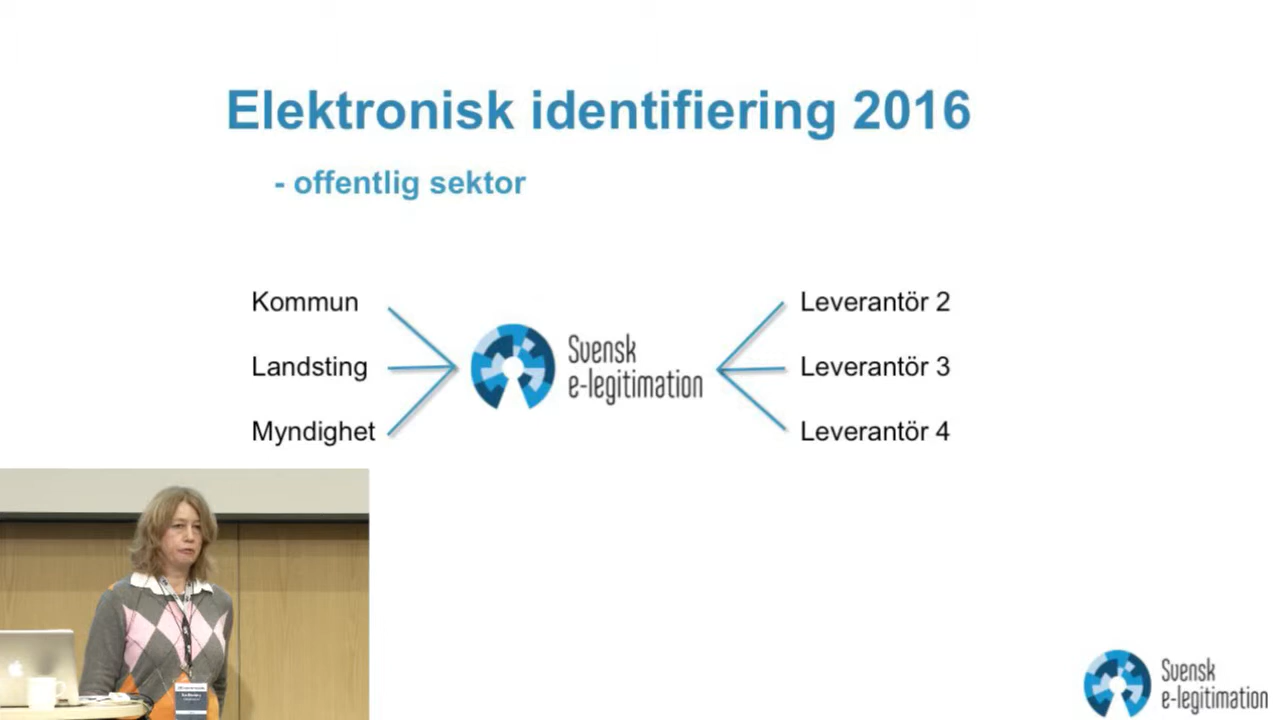 Elektronisk identifiering 2016
- offentlig sektor
Kommun
Landsting
Myndighet
Svensk
e-legitimation
Leverantör 2
Leverantör 3
Leverantör 4
Svensk
e-legitimation